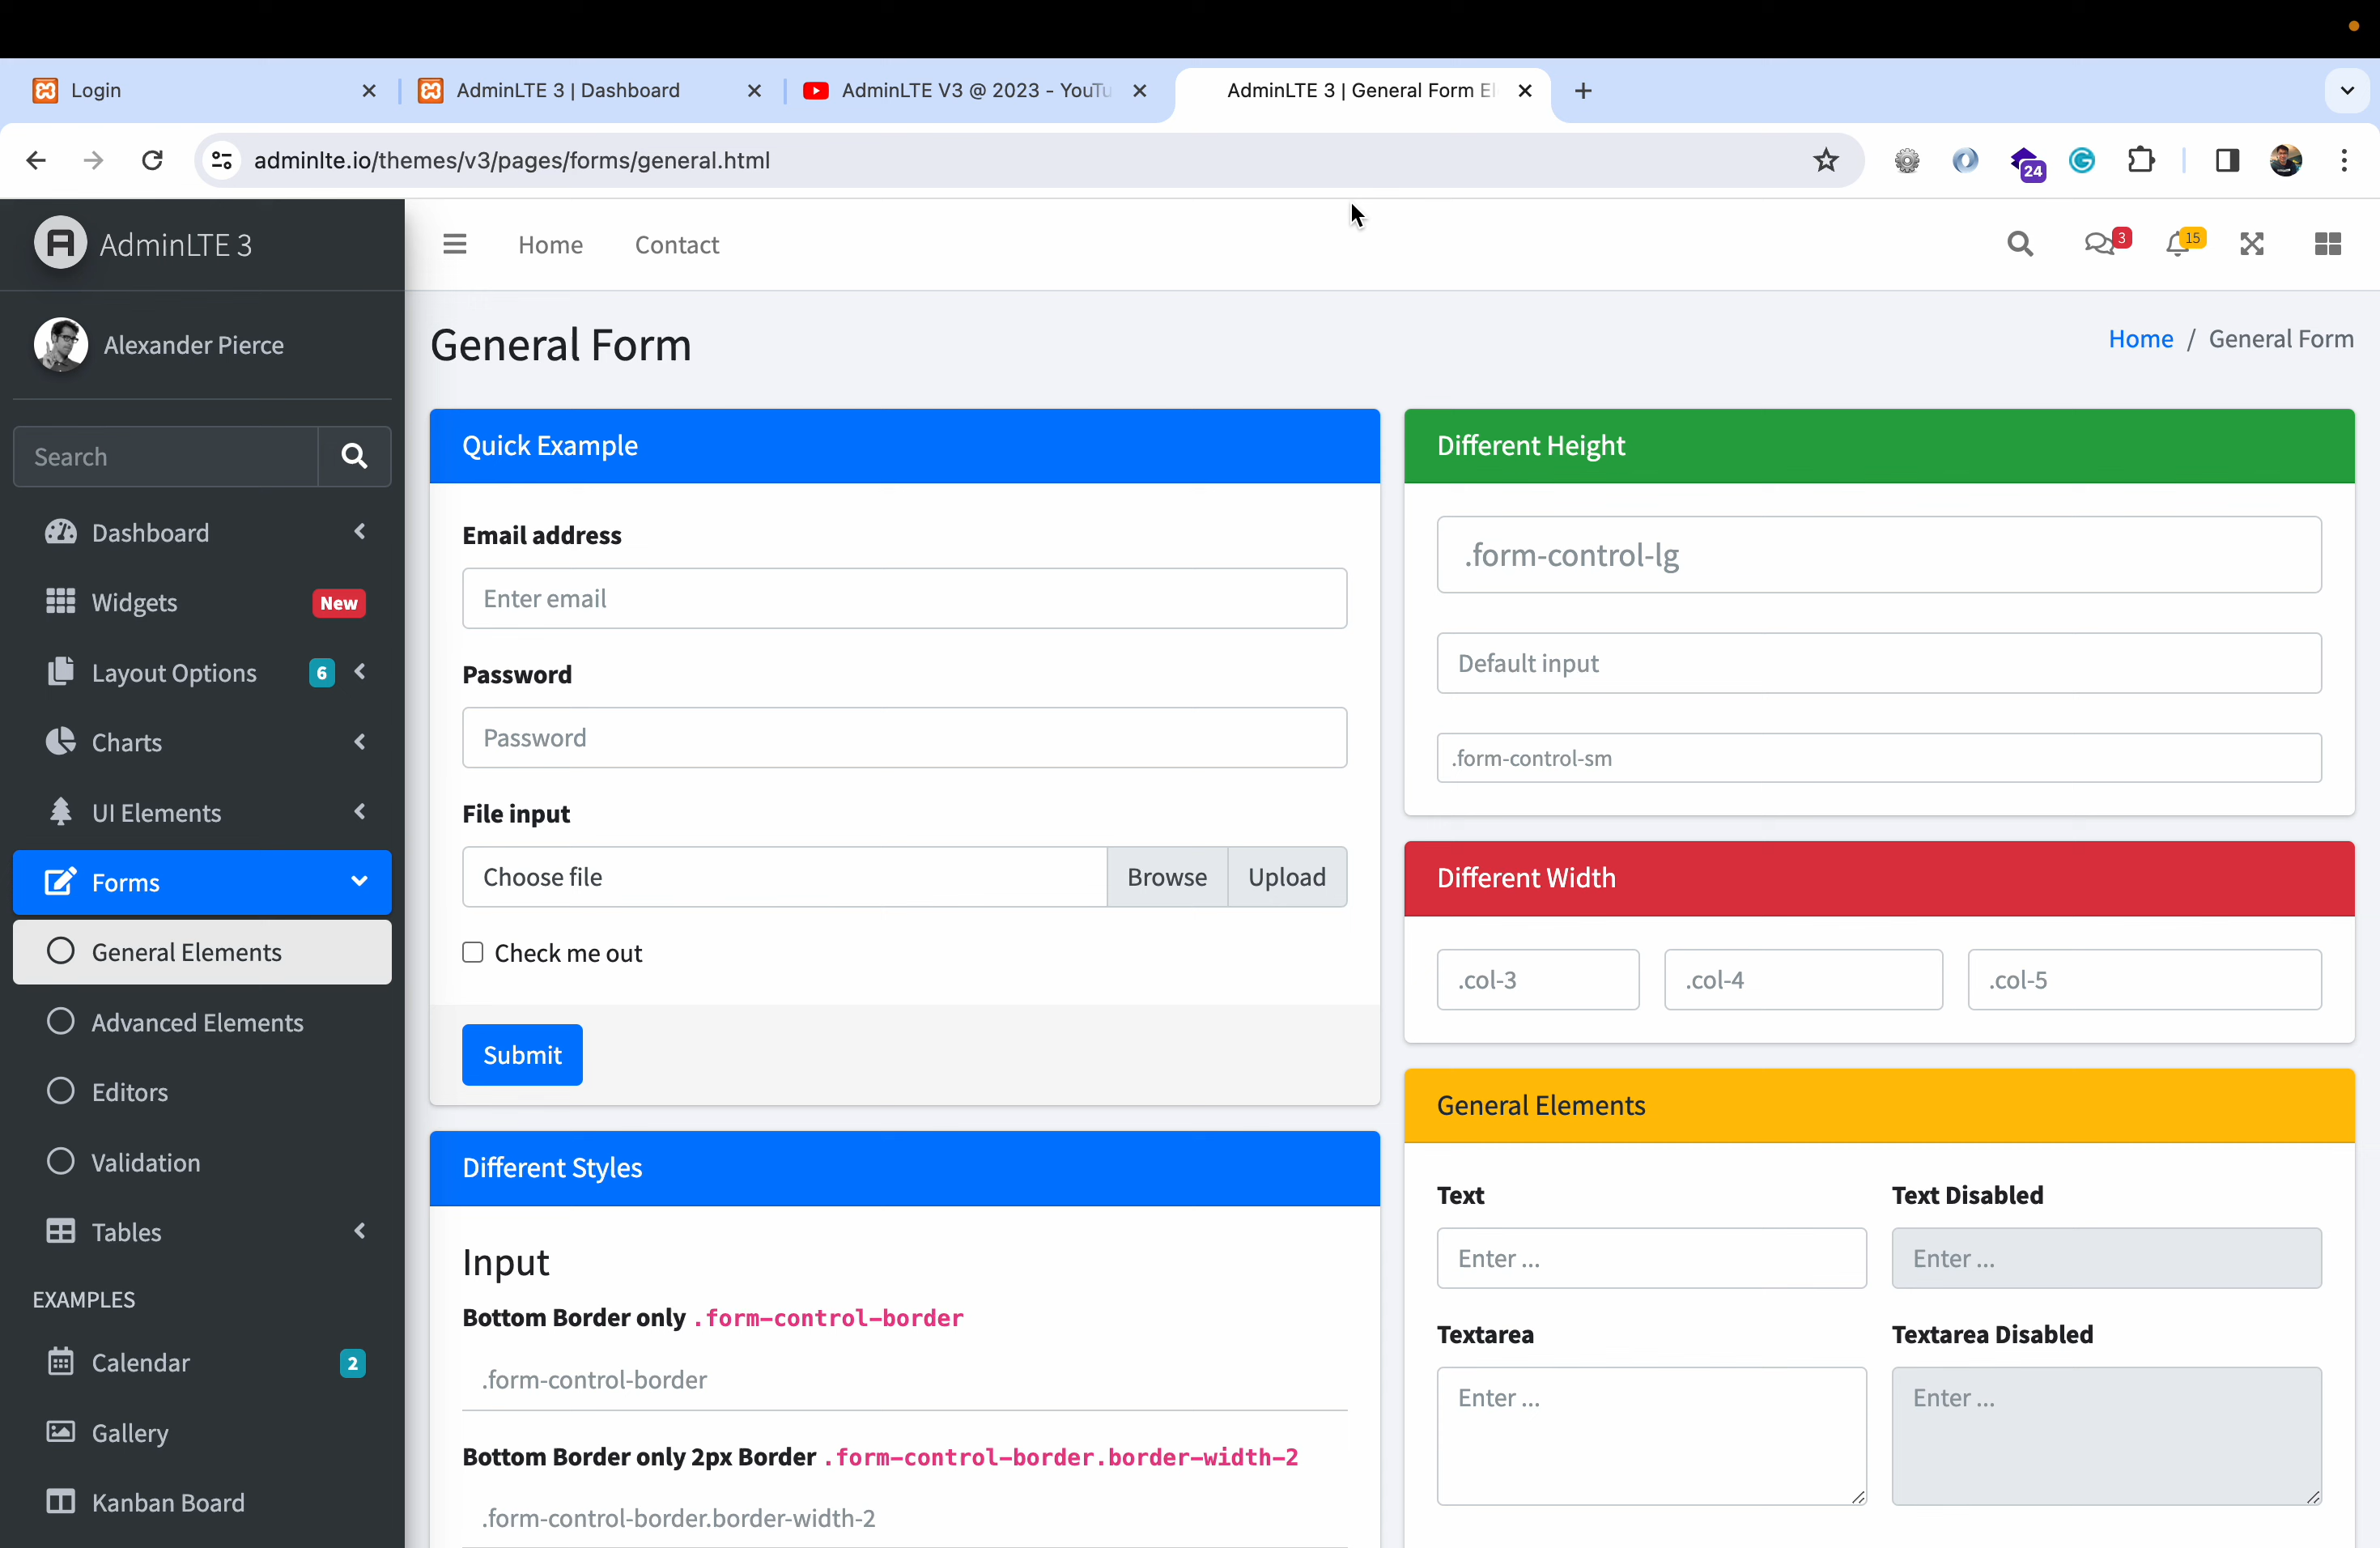 Login
AdminLTE 3 | Dashboard
AdminLTE V3 @ 2023 - YouTu
AdminLTE 3 | General Form El
adminlte.io/themes/v3/pages/forms/general.html
24
AdminLTE 3
Home
Contact
3
15
Alexander Pierce
General Form
Home / General Form
Search
Dashboard
Widgets
New
Layout Options
6
Charts
UI Elements
Forms
General Elements
Advanced Elements
Editors
Validation
Tables
EXAMPLES
Calendar
2
Gallery
Kanban Board
Quick Example
Email address
Enter email
Password
Password
File input
Choose file
Browse
Upload
Check me out
Submit
Different Styles
Input
Bottom Border only .form-control-border
.form-control-border
Bottom Border only 2px Border .form-control-border.border-width-2
.form-control-border.border-width-2
Different Height
.form-control-lg
Default input
.form-control-sm
Different Width
.col-3
.col-4
.col-5
General Elements
Text
Text Disabled
Enter ...
Enter ...
Textarea
Textarea Disabled
Enter ...
Enter ...